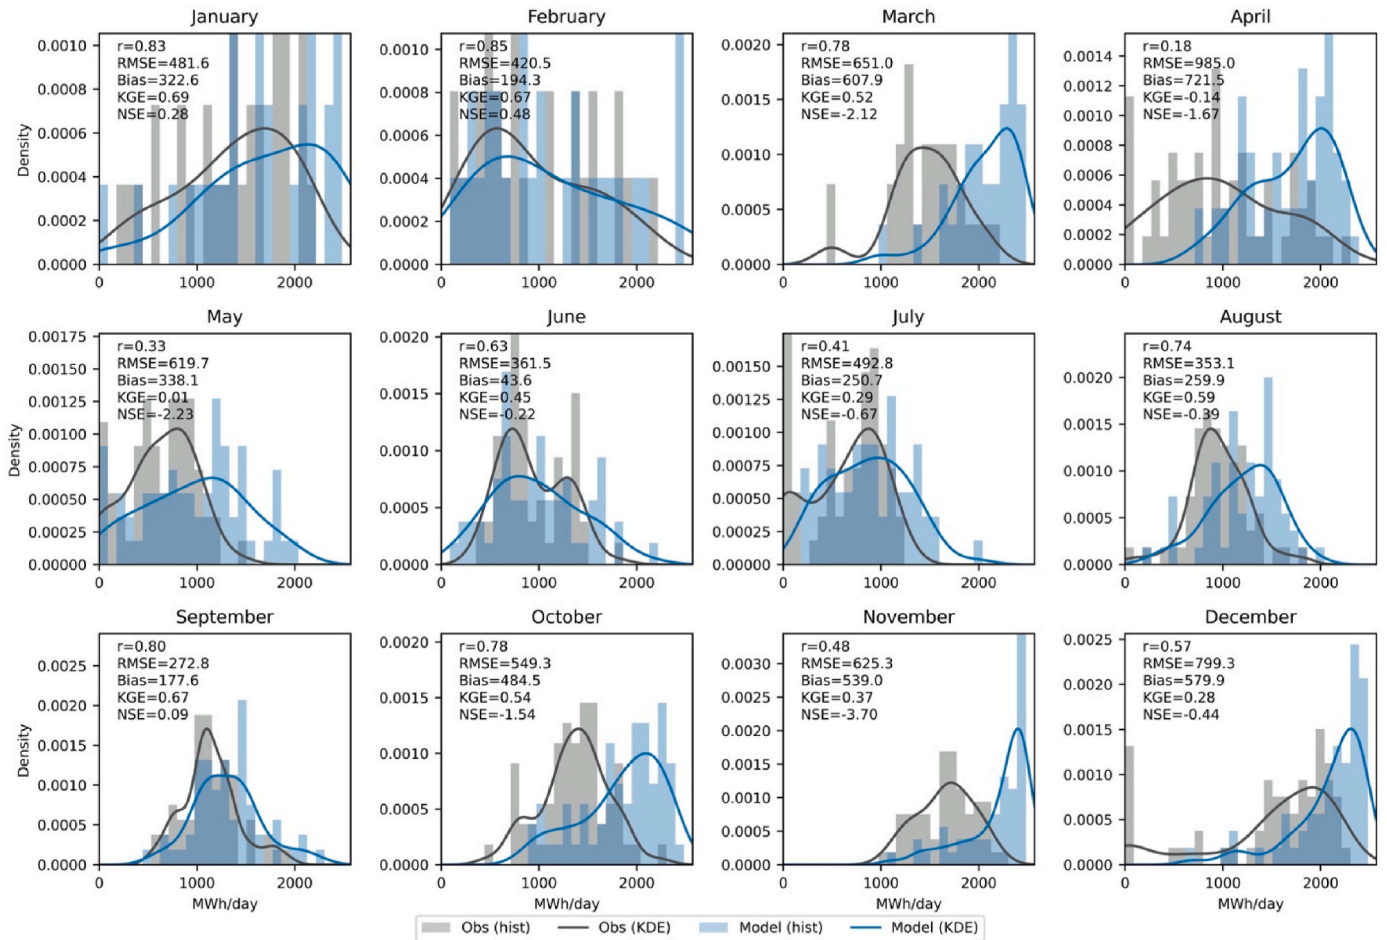 January
February
March
April
r=0.83
RMSE=481.6
Bias=322.6
KGE=0.69
NSE=0.28
r=0.85
RMSE=420.5
Bias=194.3
KGE=0.67
NSE=0.48
r=0.78
RMSE=651.0
Bias=607.9
KGE=0.52
NSE=-2.12
r=0.18
RMSE=985.0
Bias=721.5
KGE=-0.14
NSE=-1.67
Density
0.0010
0.0008
0.0006
0.0004
0.0002
0.0000
0.0010
0.0008
0.0006
0.0004
0.0002
0.0000
0.0020
0.0015
0.0010
0.0005
0.0000
0.0014
0.0012
0.0010
0.0008
0.0006
0.0004
0.0002
0.0000
0 1000 2000
0 1000 2000
0 1000 2000
0 1000 2000
May
June
July
August
r=0.33
RMSE=619.7
Bias=338.1
KGE=0.01
NSE=-2.23
r=0.63
RMSE=361.5
Bias=43.6
KGE=0.45
NSE=-0.22
r=0.41
RMSE=492.8
Bias=250.7
KGE=0.29
NSE=-0.67
r=0.74
RMSE=353.1
Bias=259.9
KGE=0.59
NSE=-0.39
Density
0.00175
0.00150
0.00125
0.00100
0.00075
0.00050
0.00025
0.00000
0.0020
0.0015
0.0010
0.0005
0.0000
0.00150
0.00125
0.00100
0.00075
0.00050
0.00025
0.00000
0.0020
0.0015
0.0010
0.0005
0.0000
0 1000 2000
0 1000 2000
0 1000 2000
0 1000 2000
September
October
November
December
r=0.80
RMSE=272.8
Bias=177.6
KGE=0.67
NSE=0.09
r=0.78
RMSE=549.3
Bias=484.5
KGE=0.54
NSE=-1.54
r=0.48
RMSE=625.3
Bias=539.0
KGE=0.37
NSE=-3.70
r=0.57
RMSE=799.3
Bias=579.9
KGE=0.28
NSE=-0.44
Density
0.0025
0.0020
0.0015
0.0010
0.0005
0.0000
0.0020
0.0015
0.0010
0.0005
0.0000
0.0030
0.0025
0.0020
0.0015
0.0010
0.0005
0.0000
0.0025
0.0020
0.0015
0.0010
0.0005
0.0000
0 1000 2000
0 1000 2000
0 1000 2000
0 1000 2000
MWh/day
MWh/day
MWh/day
MWh/day
Obs (hist) Obs (KDE) Model (hist) Model (KDE)